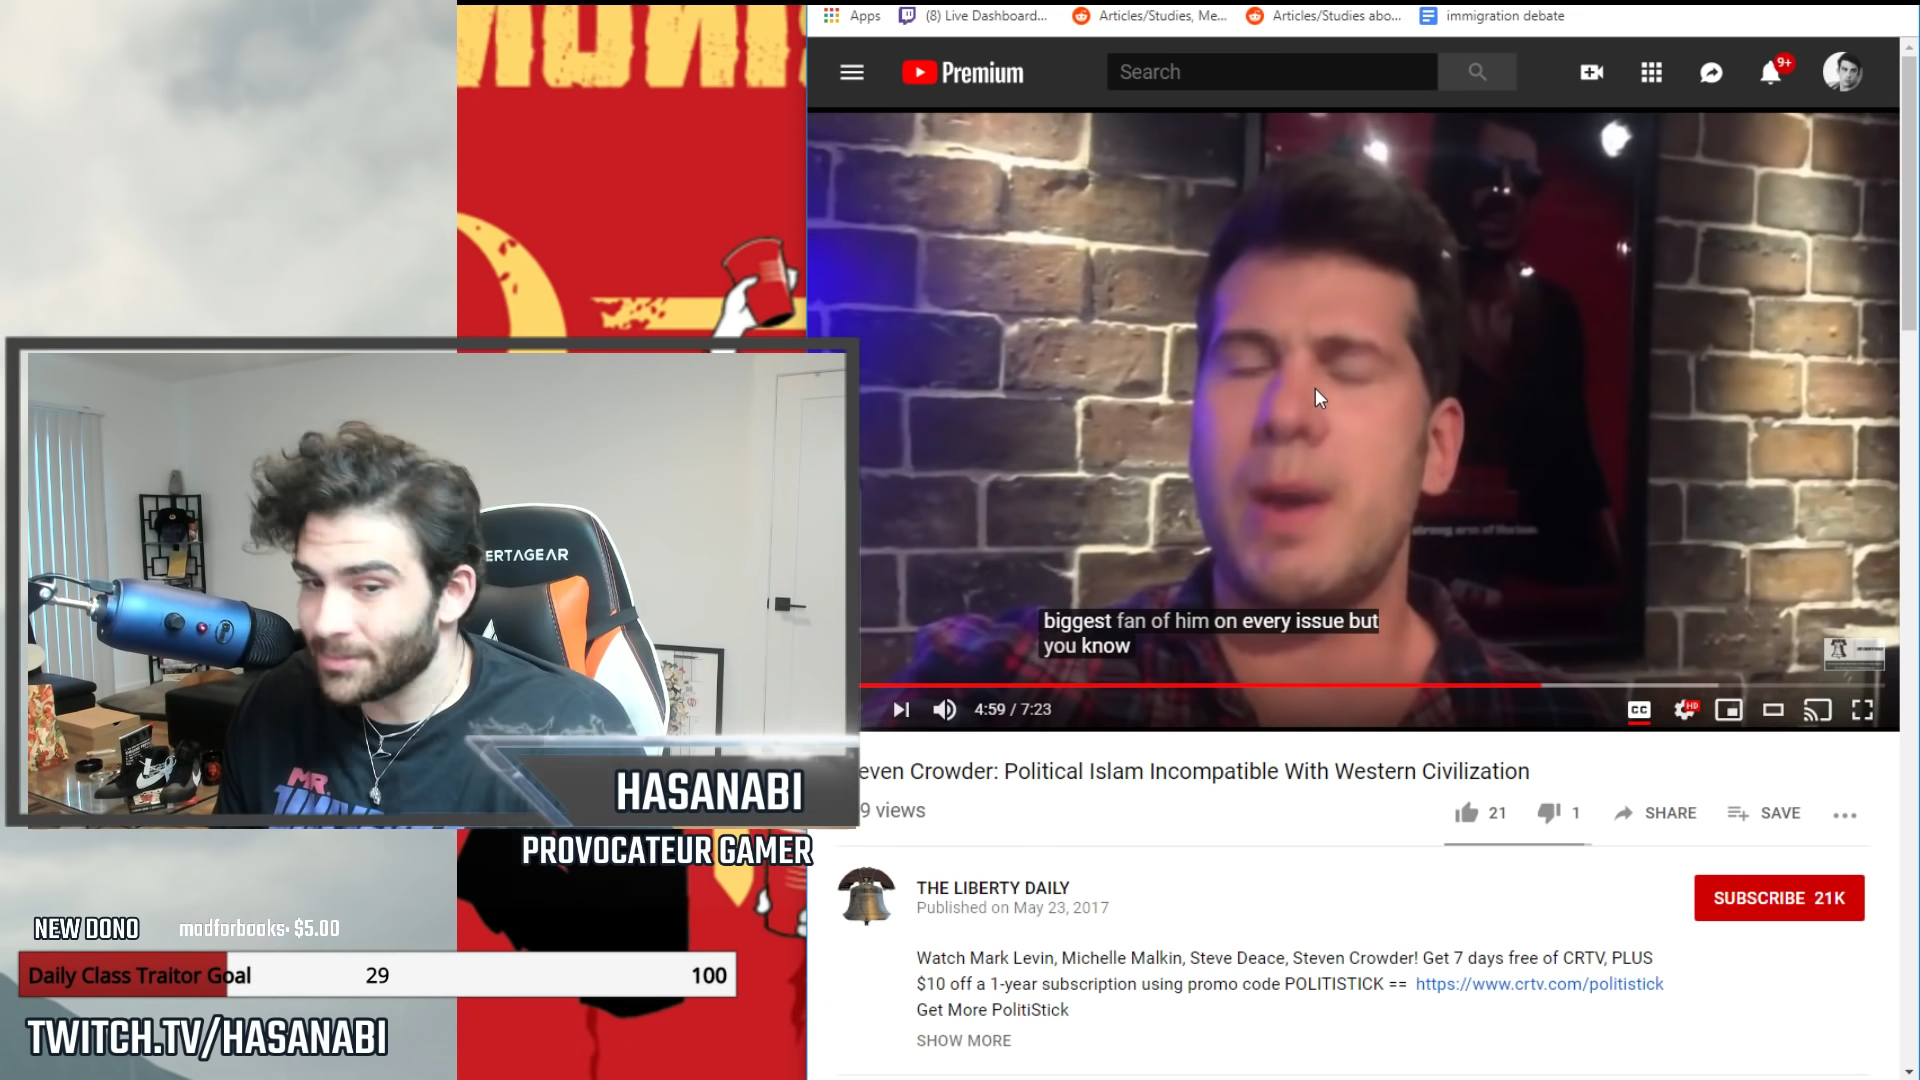 Apps
(8) Live Dashboard...
Articles/Studies, Me...
Articles/Studies abo...
immigration debate
Premium
Search
9+
ERTAGEAR
biggest fan of him on every issue but
you know
4:59 / 7:23
CC
HD
MR.
HASANABI
PROVOCATEUR GAMER
even Crowder: Political Islam Incompatible With Western Civilization
9 views
21
1
SHARE
SAVE
THE LIBERTY DAILY
Published on May 23, 2017
SUBSCRIBE 21K
Watch Mark Levin, Michelle Malkin, Steve Deace, Steven Crowder! Get 7 days free of CRTV, PLUS
$10 off a 1-year subscription using promo code POLITISTICK == https://www.crtv.com/politistick
Get More PolitiStick
SHOW MORE
NEW DONO madforbooks: $5.00
Daily Class Traitor Goal 29 100
TWITCH.TV/HASANABI